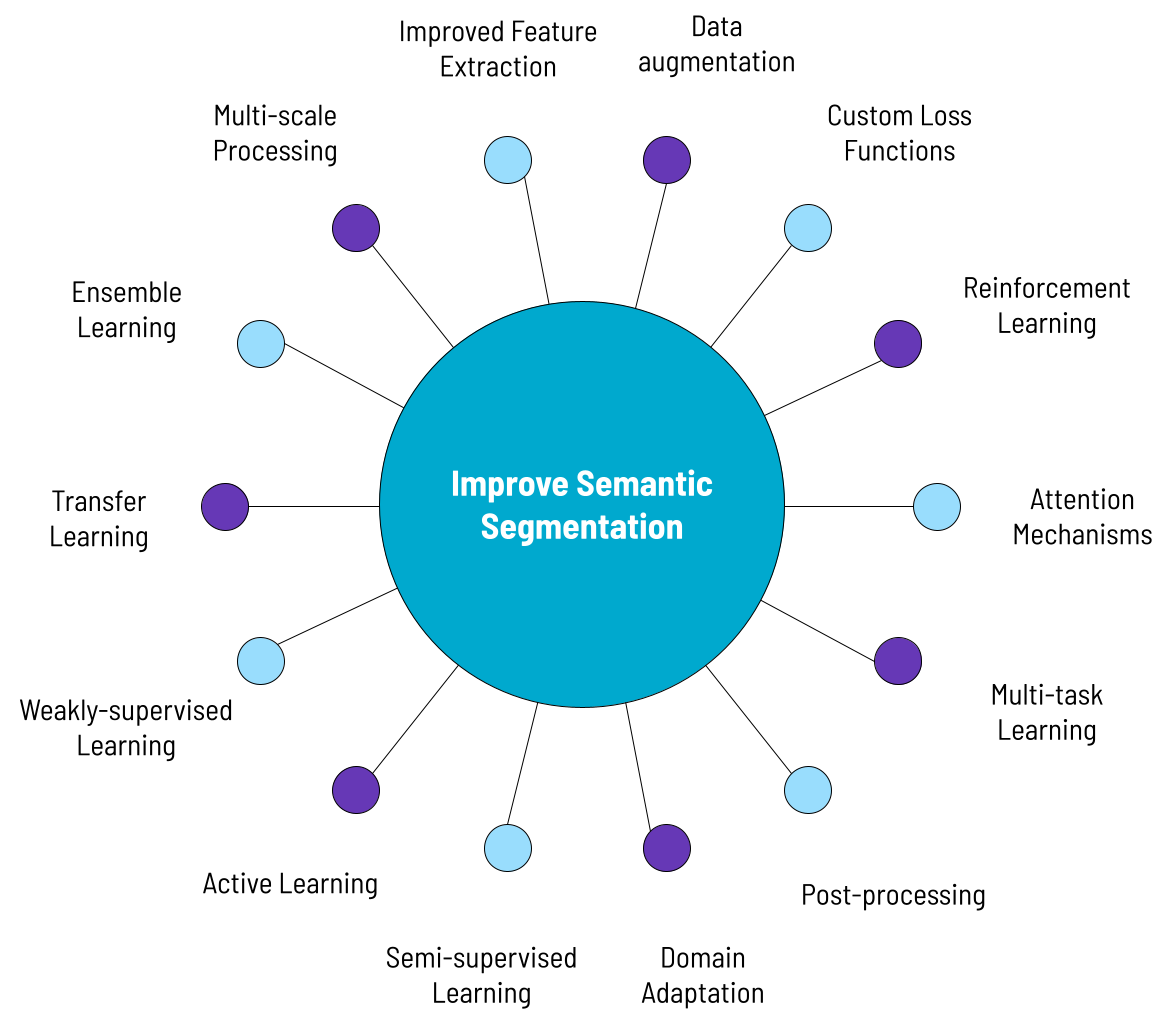 Improved Feature
Extraction
Data
augmentation
Multi-scale
Processing
Custom Loss
Functions
Ensemble
Learning
Reinforcement
Learning
Improve Semantic
Segmentation
Transfer
Learning
Attention
Mechanisms
Weakly-supervised
Learning
Multi-task
Learning
Active Learning
Post-processing
Semi-supervised
Learning
Domain
Adaptation